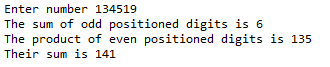 Enter number 134519
The sum of odd positioned digits is 6
The product of even positioned digits is 135
Their sum is 141